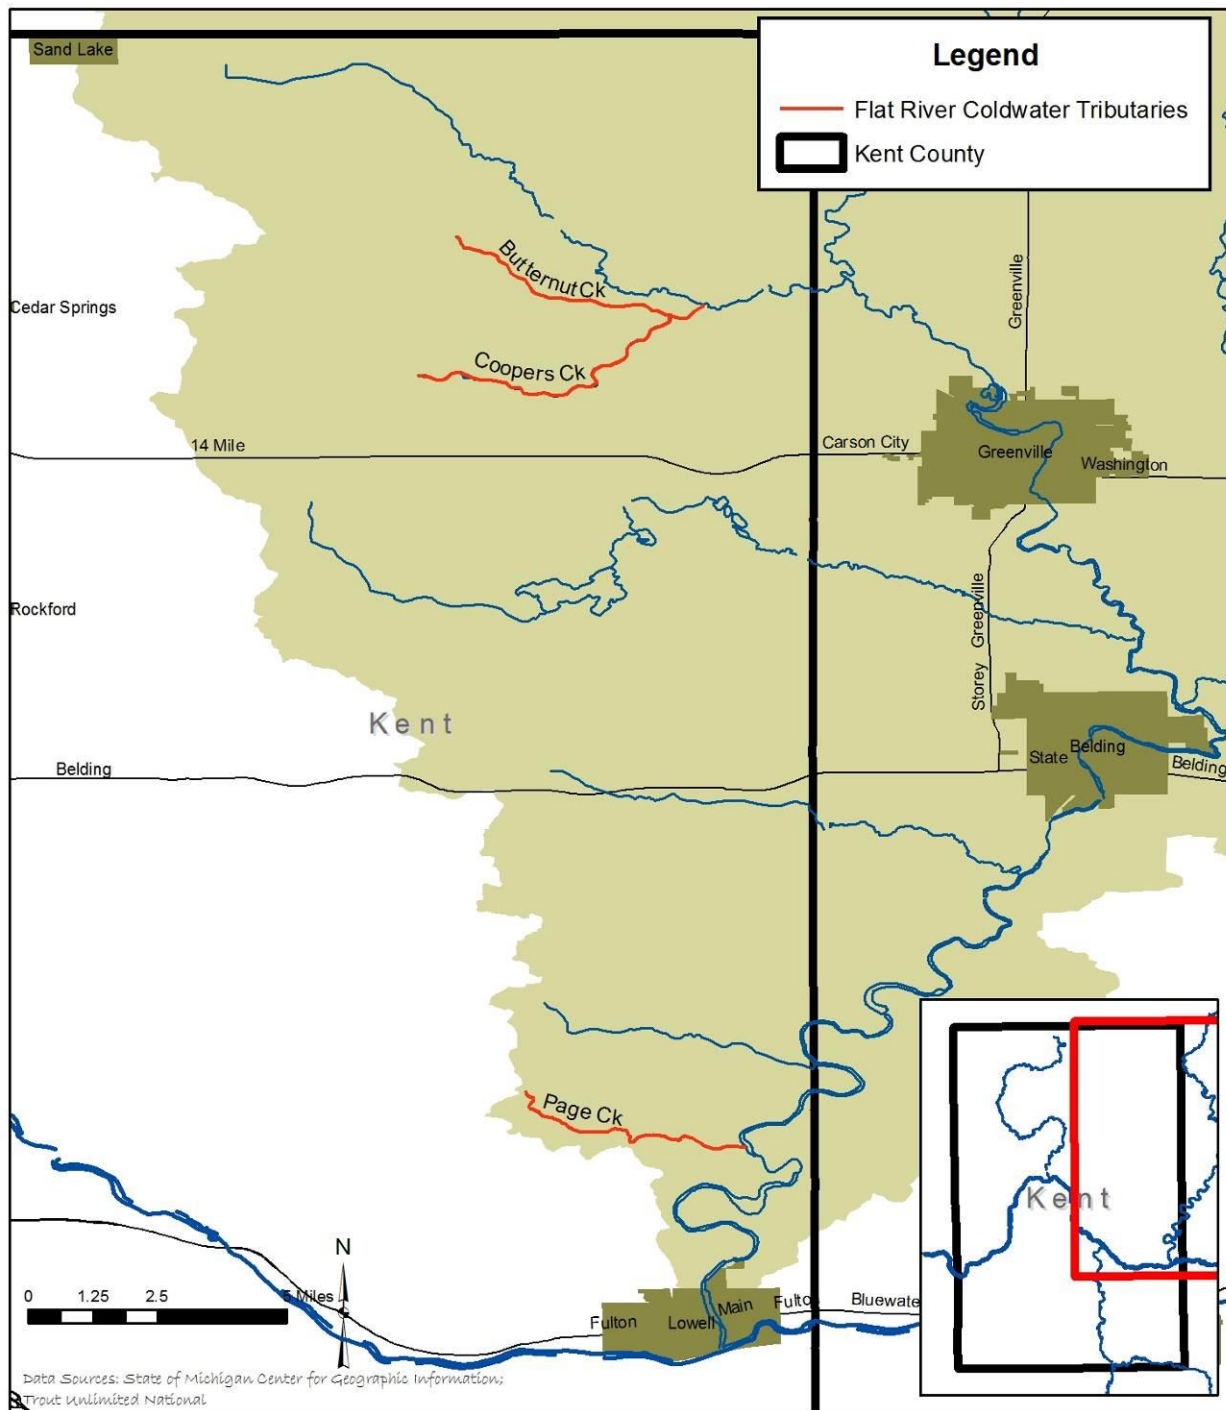 Sand Lake
Legend
Flat River Coldwater Tributaries
Kent County
Butternut Ck
Greenville
Cedar Springs
Coopers Ck
14 Mile
Carson City
Greenville
Washington
Rockford
Storey Greenville
Kent
Belding
State
Belding
Belding
Page Ck
Kent
N
0 1.25 2.5 5 Miles
Fulton
Lowell
Main
Fulto
Bluewate
Data Sources: State of Michigan Center for Geographic Information;
Trout Unlimited National